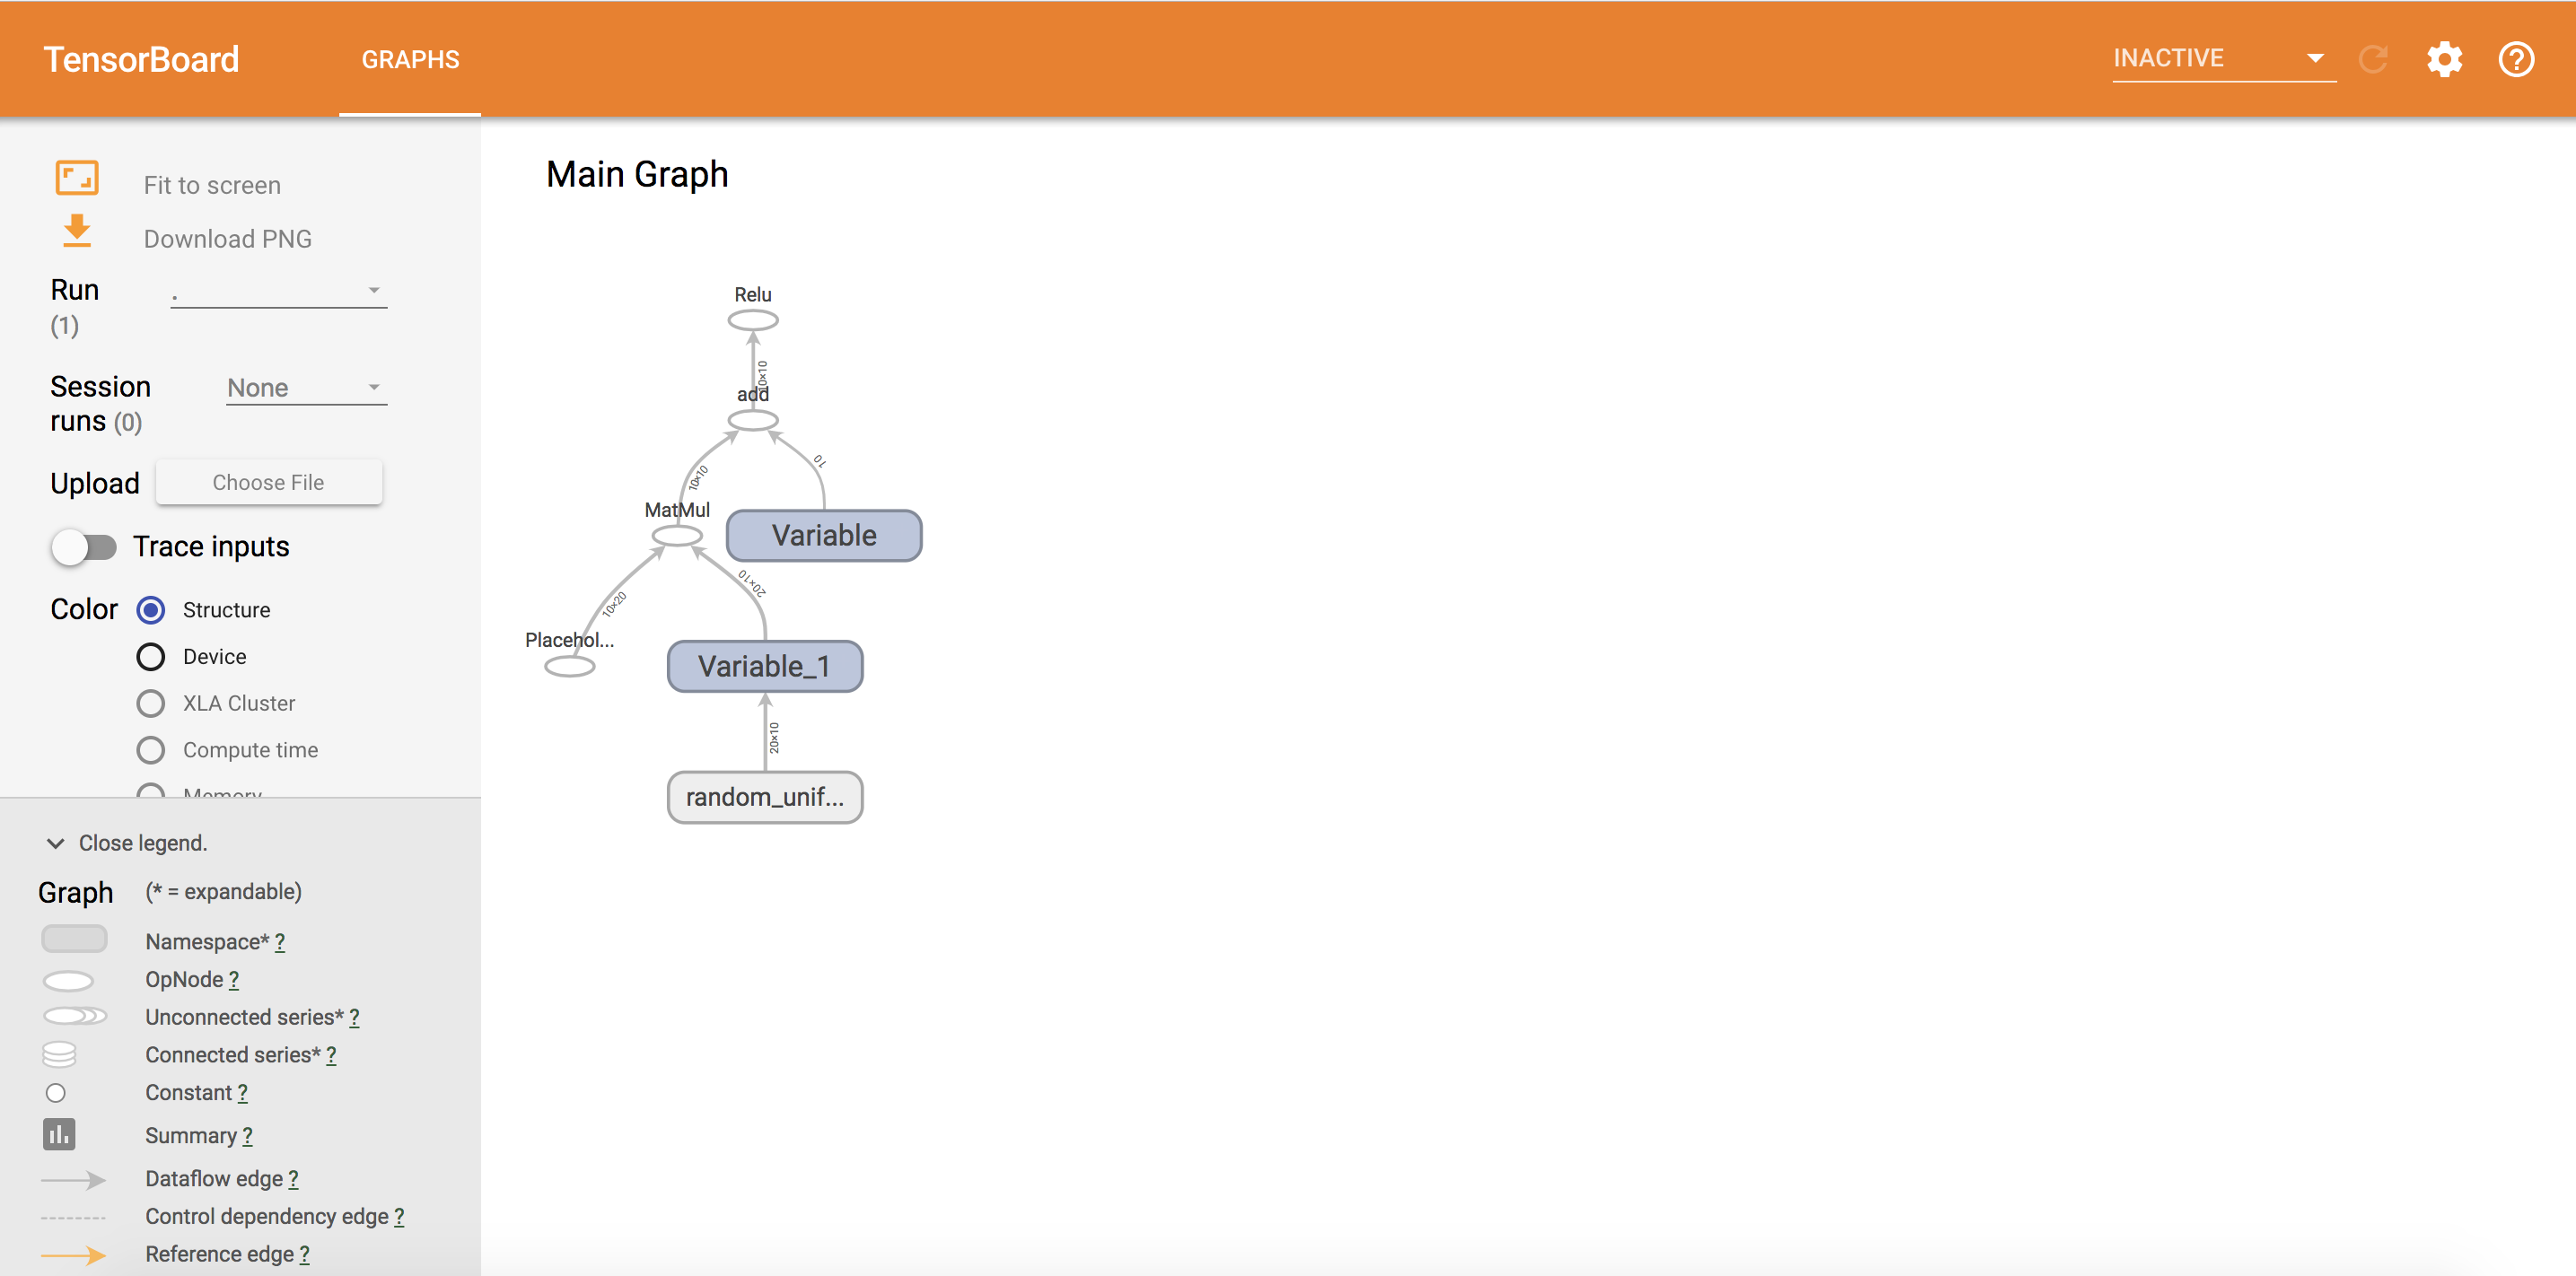 TensorBoard
GRAPHS
INACTIVE
Fit to screen
Download PNG
Run
(1)
.
Session
runs (0)
None
Upload
Choose File
Trace inputs
Color
Structure
Device
XLA Cluster
Compute time
Memory
Close legend.
Graph
(* = expandable)
Namespace* ?
OpNode ?
Unconnected series* ?
Connected series* ?
Constant ?
Summary ?
Dataflow edge ?
Control dependency edge ?
Reference edge ?
Main Graph
Relu
add
10
10×10
MatMul
Variable
10×20
20×10
Placehol...
Variable_1
20×10
random_unif...